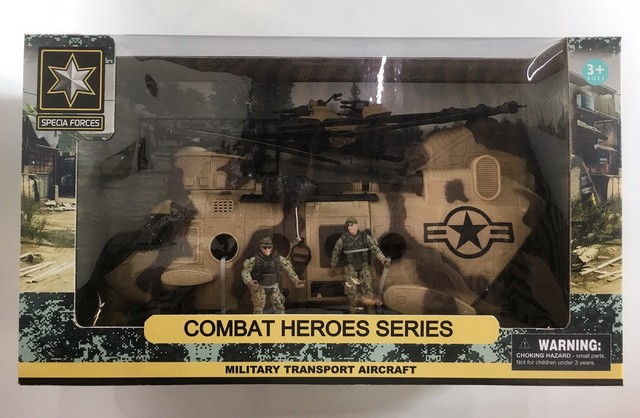 3+
AGES
SPECIA FORCES
COMBAT HEROES SERIES
WARNING:
CHOKING HAZARD - small parts.
Not for children under 3 years.
MILITARY TRANSPORT AIRCRAFT